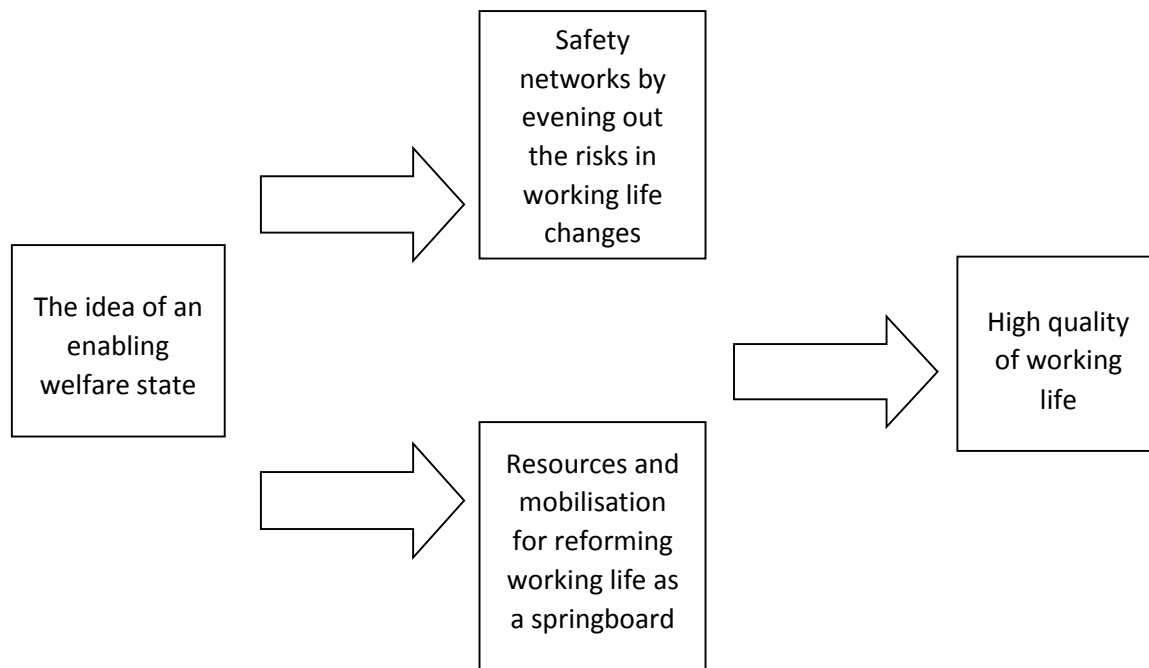 The idea of an
enabling
welfare state
Safety
networks by
evening out
the risks in
working life
changes
Resources and
mobilisation
for reforming
working life as
a springboard
High quality
of working
life